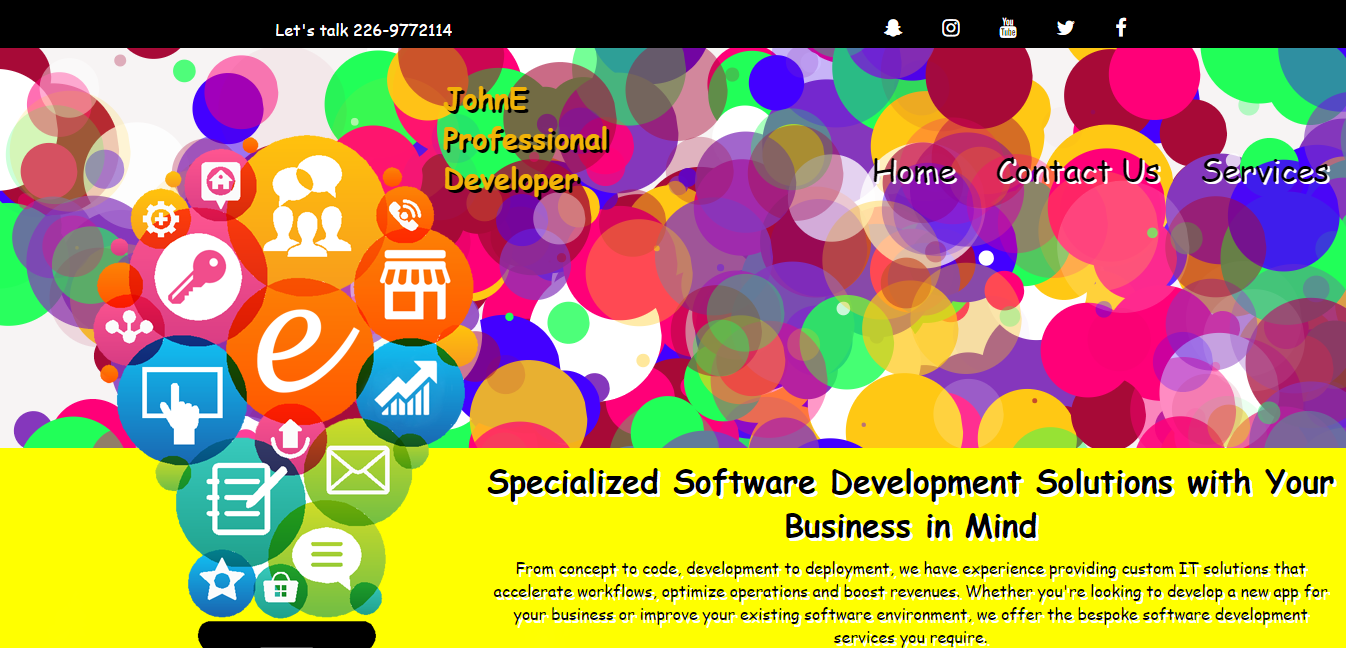 Let's talk 226-9772114
You
Tube
JohnE
Professional
Developer
Home Contact Us Services
e
Specialized Software Development Solutions with Your
Business in Mind
From concept to code, development to deployment, we have experience providing custom IT solutions that
accelerate workflows, optimize operations and boost revenues. Whether you're looking to develop a new app for
your business or improve your existing software environment, we offer the bespoke software development
services you require.